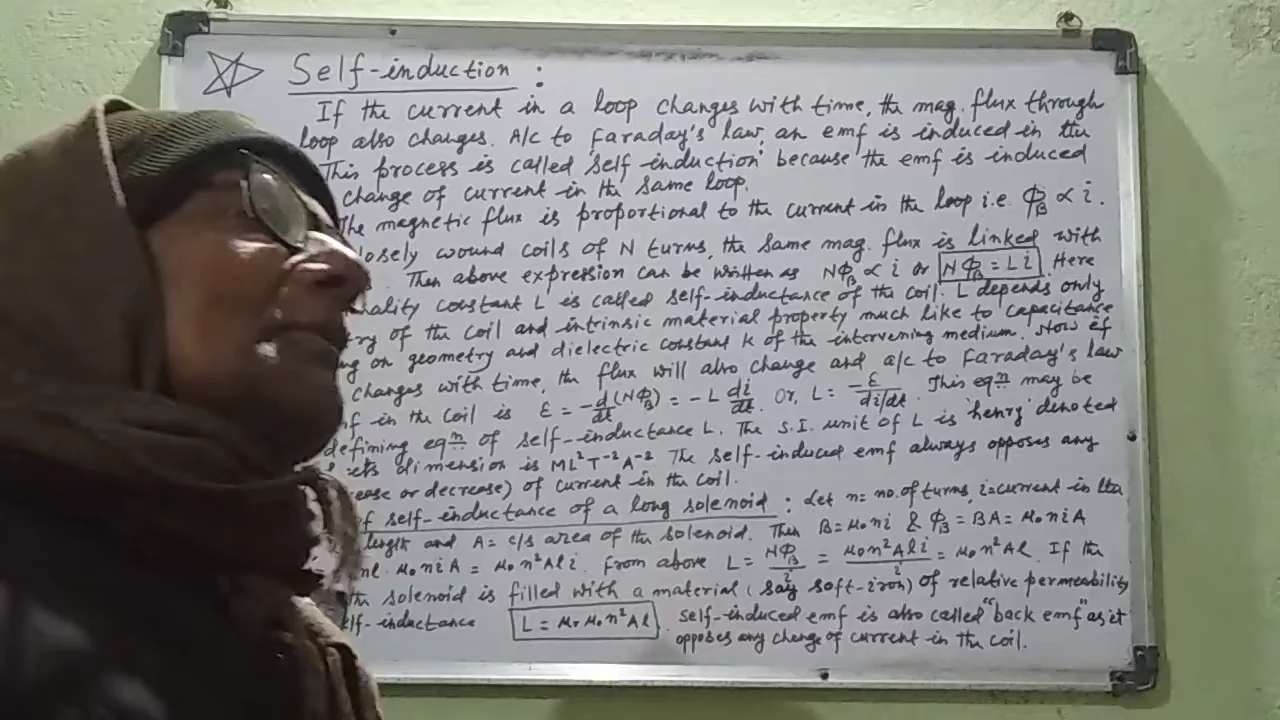 Self-induction :
If the current in a loop changes with time, the mag. flux through
loop also changes. A/c to Faraday's law, an emf is induced in the
This process is called 'self induction' because the emf is induced
change of current in the same loop.
The magnetic flux is proportional to the current in the loop i.e. Φ_B ∝ i.
losely wound coils of N turns, the same mag. flux is linked with
Then above expression can be written as NΦ_B ∝ i or NΦ_B = Li. Here
nality constant L is called self-inductance of the coil. L depends only
ry of the coil and intrinsic material property much like to capacitance
ng on geometry and dielectric constant K of the intervening medium. Now if
changes with time, the flux will also change and a/c to Faraday's law
f in the coil is ε = -d/dt (NΦ_B) = -L di/dt. Or, L = -ε / di/dt. This eqn may be
defining eqn of self-inductance L. The S.I. unit of L is 'henry' denoted
its dimension is ML²T⁻²A⁻² The self-induced emf always opposes any
ease or decrease) of current in the coil.
f self-inductance of a long solenoid : Let n = no. of turns, i = current in the
length and A = c/s area of the solenoid. Then B = μ₀ni & Φ_B = BA = μ₀niA
nl. μ₀niA = μ₀n²Ali. From above L = NΦ_B/i = μ₀n²Ali/i = μ₀n²Al. If the
the solenoid is filled with a material (say soft-iron) of relative permeability
elf-inductance L = μᵣμ₀n²Al. self-induced emf is also called "back emf" as it
opposes any change of current in the coil.